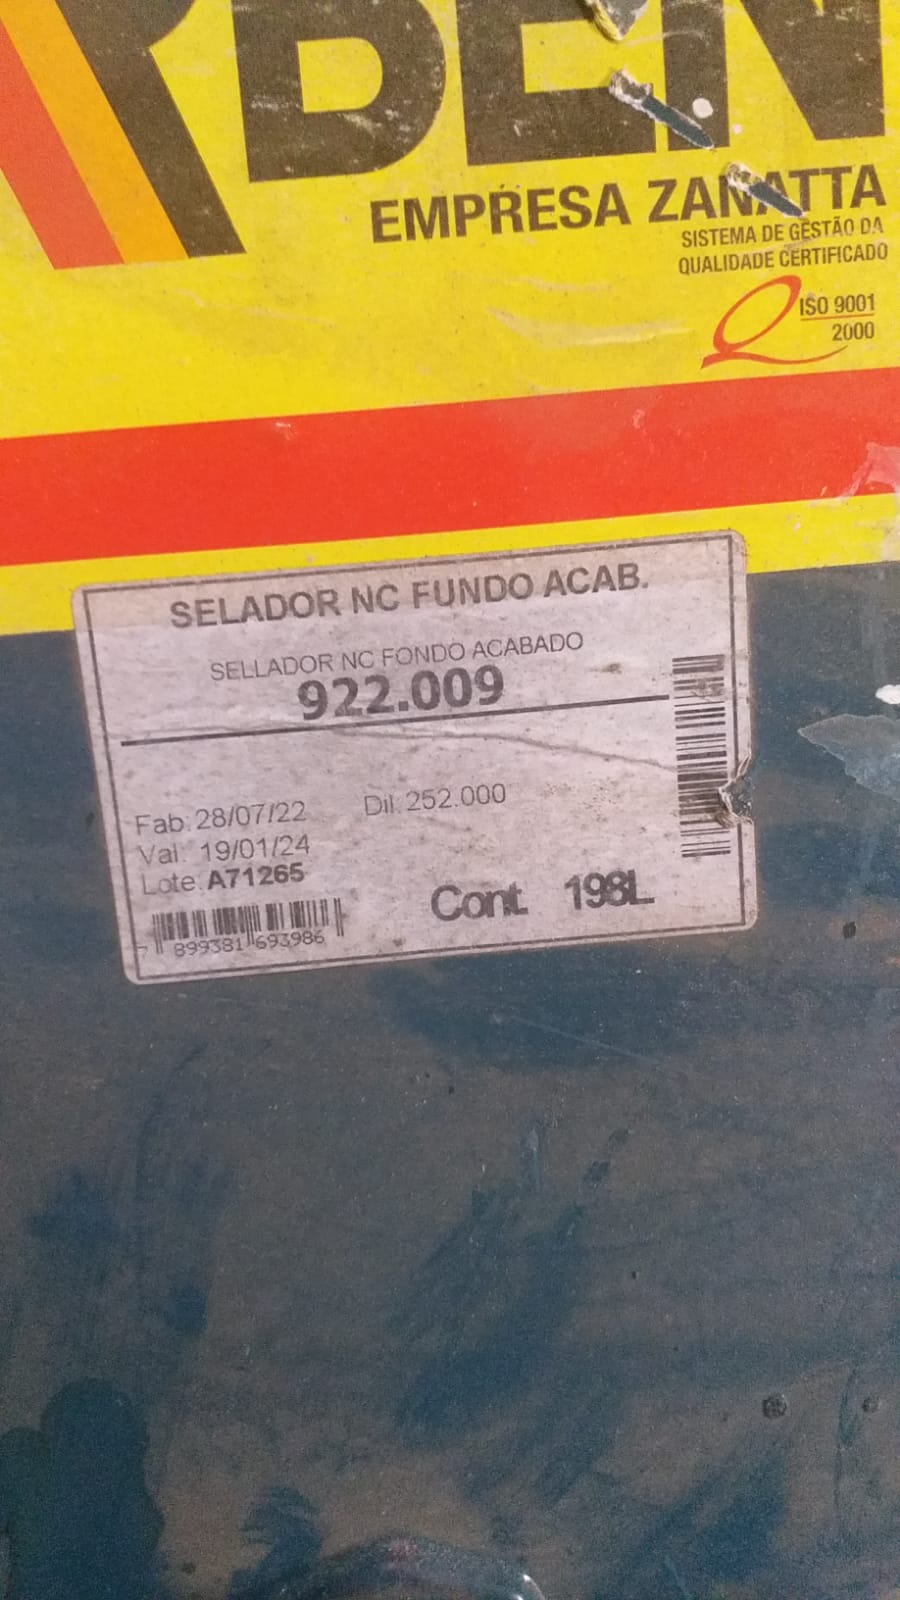 EMPRESA ZANATTA
SISTEMA DE GESTÃO DA
QUALIDADE CERTIFICADO
ISO 9001
2000
SELADOR NC FUNDO ACAB.
SELLADOR NC FONDO ACABADO
922.009
Fab: 28/07/22 Dil: 252.000
Val: 19/01/24
Lote: A71265
Cont. 198L
7 899381 693986